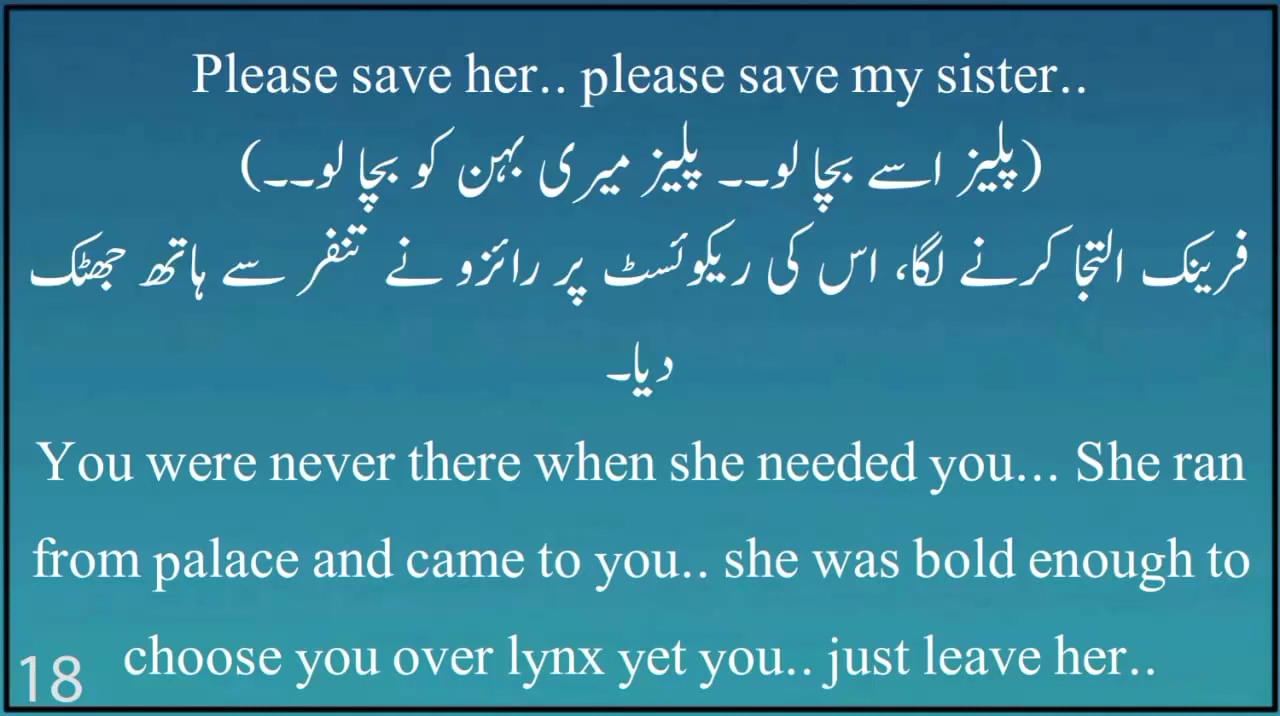 Please save her.. please save my sister..
(پلیز اسے بچا لو۔۔ پلیز میری بہن کو بچا لو۔۔)
فرینک التجا کرنے لگا، اس کی ریکوئسٹ پر رائزو نے تنفر سے ہاتھ جھٹک
دیا۔
You were never there when she needed you... She ran
from palace and came to you.. she was bold enough to
choose you over lynx yet you.. just leave her..
18